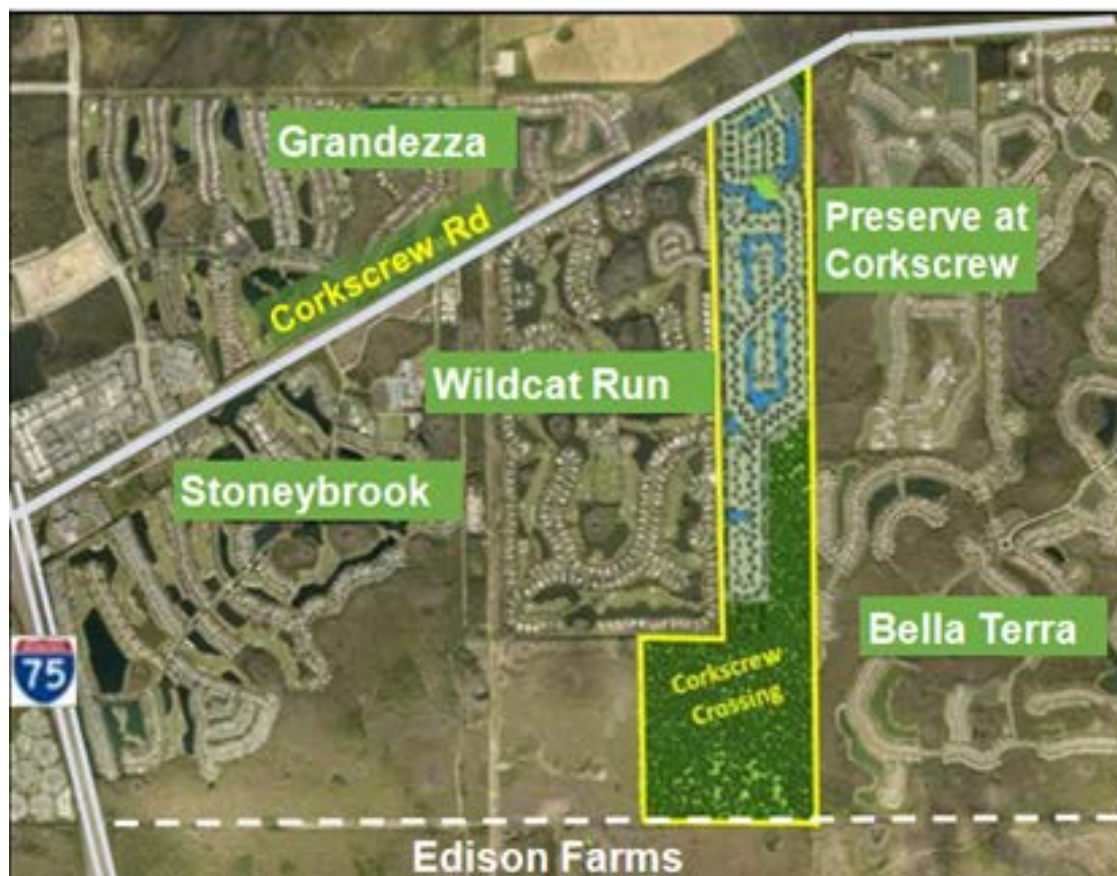 Grandezza
Corkscrew Rd
Preserve at
Corkscrew
Wildcat Run
Stoneybrook
Bella Terra
75
Corkscrew
Crossing
Edison Farms